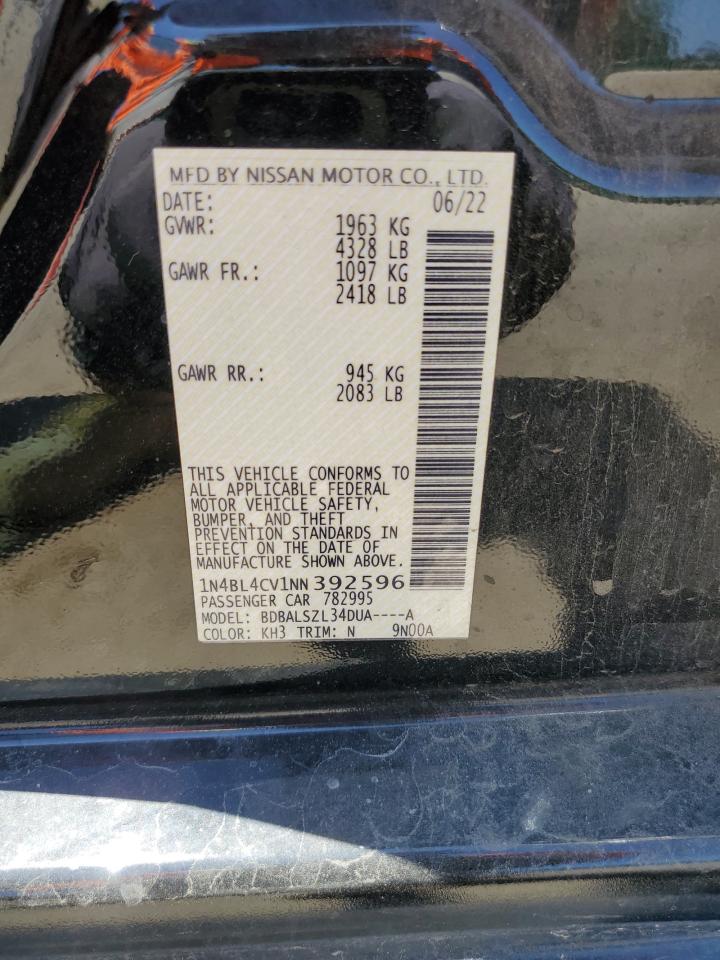 MFD BY NISSAN MOTOR CO., LTD.
DATE: 06/22
GVWR: 1963 KG
4328 LB
GAWR FR.: 1097 KG
2418 LB
GAWR RR.: 945 KG
2083 LB
THIS VEHICLE CONFORMS TO
ALL APPLICABLE FEDERAL
MOTOR VEHICLE SAFETY,
BUMPER, AND THEFT
PREVENTION STANDARDS IN
EFFECT ON THE DATE OF
MANUFACTURE SHOWN ABOVE.
1N4BL4CV1NN392596
PASSENGER CAR 782995
MODEL: BDBALSZL34DUA----A
COLOR: KH3 TRIM: N 9N00A